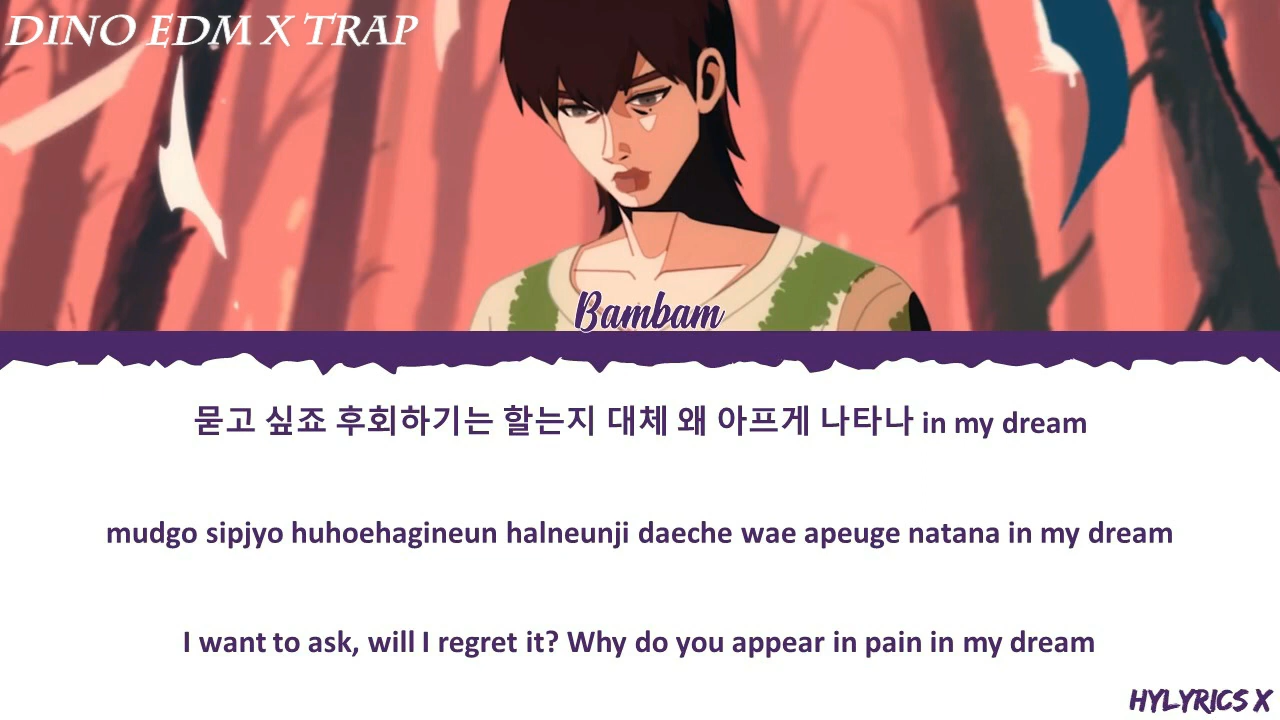 DINO EDM X TRAP
Bambam
묻고 싶죠 후회하기는 할는지 대체 왜 아프게 나타나 in my dream
mudgo sipjyo huhoehagineun halneunji daeche wae apeuge natana in my dream
I want to ask, will I regret it? Why do you appear in pain in my dream
HYLYRICS X